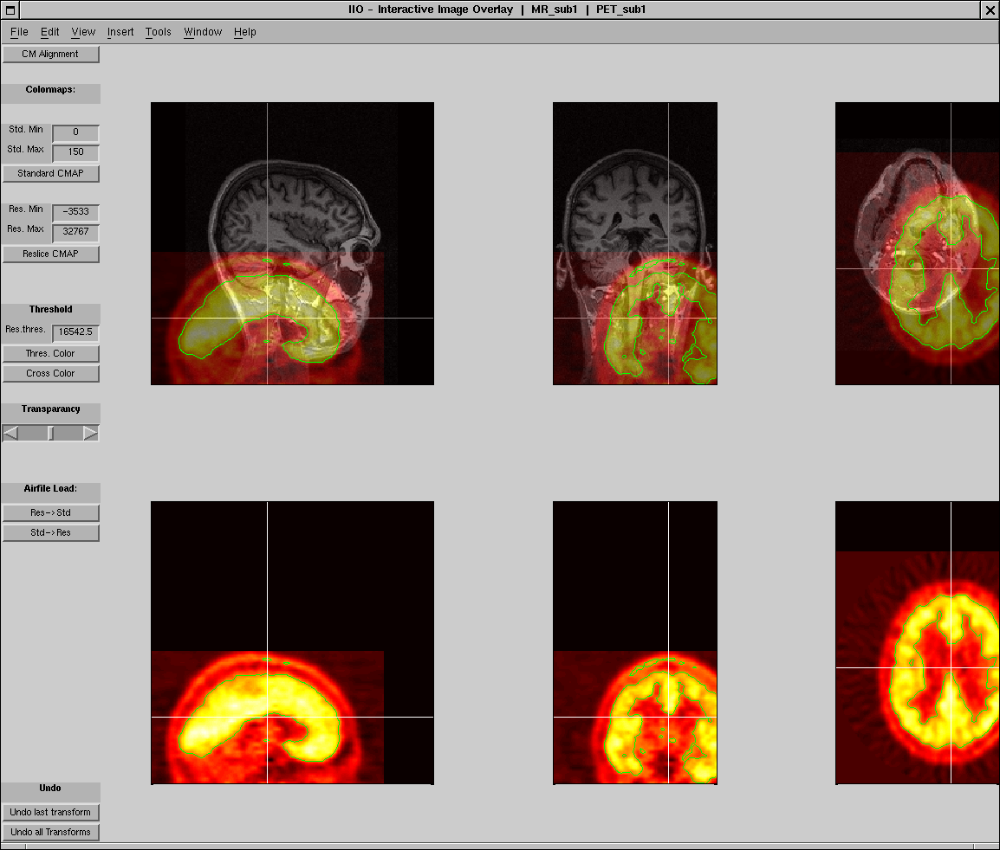 IIO - Interactive Image Overlay | MR_sub1 | PET_sub1
File Edit View Insert Tools Window Help
CM Alignment
Colormaps:
Std. Min 0
Std. Max 150
Standard CMAP
Res. Min -3533
Res. Max 32767
Reslice CMAP
Threshold
Res.thres. 16542.5
Thres. Color
Cross Color
Transparancy
Airfile Load:
Res->Std
Std->Res
Undo
Undo last transform
Undo all Transforms